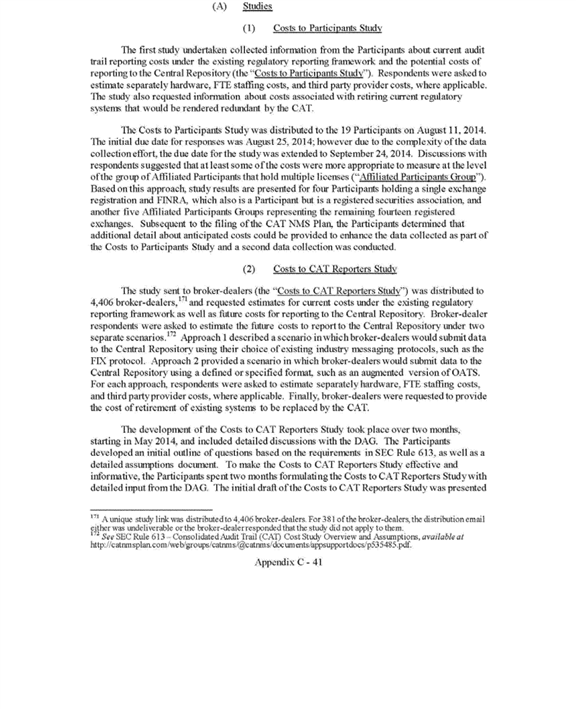 (A) Studies
(1) Costs to Participants Study
The first study undertaken collected information from the Participants about current audit
trail reporting costs under the existing regulatory reporting framework and the potential costs of
reporting to the Central Repository (the “Costs to Participants Study”). Respondents were asked to
estimate separately hardware, FTE staffing costs, and third party provider costs, where applicable.
The study also requested information about costs associated with retiring current regulatory
systems that would be rendered redundant by the CAT.
The Costs to Participants Study was distributed to the 19 Participants on August 11, 2014.
The initial due date for responses was August 25, 2014; however due to the complexity of the data
collection effort, the due date for the study was extended to September 24, 2014. Discussions with
respondents suggested that at least some of the costs were more appropriate to measure at the level
of the group of Affiliated Participants that hold multiple licenses (“Affiliated Participants Group”).
Based on this approach, study results are presented for four Participants holding a single exchange
registration and FINRA, which also is a Participant but is a registered securities association, and
another five Affiliated Participants Groups representing the remaining fourteen registered
exchanges. Subsequent to the filing of the CAT NMS Plan, the Participants determined that
additional detail about anticipated costs could be provided to enhance the data collected as part of
the Costs to Participants Study and a second data collection was conducted.
(2) Costs to CAT Reporters Study
The study sent to broker-dealers (the “Costs to CAT Reporters Study”) was distributed to
4,406 broker-dealers,171 and requested estimates for current costs under the existing regulatory
reporting framework as well as future costs for reporting to the Central Repository. Broker-dealer
respondents were asked to estimate the future costs to report to the Central Repository under two
separate scenarios.172 Approach 1 described a scenario in which broker-dealers would submit data
to the Central Repository using their choice of existing industry messaging protocols, such as the
FIX protocol. Approach 2 provided a scenario in which broker-dealers would submit data to the
Central Repository using a defined or specified format, such as an augmented version of OATS.
For each approach, respondents were asked to estimate separately hardware, FTE staffing costs,
and third party provider costs, where applicable. Finally, broker-dealers were requested to provide
the cost of retirement of existing systems to be replaced by the CAT.
The development of the Costs to CAT Reporters Study took place over two months,
starting in May 2014, and included detailed discussions with the DAG. The Participants
developed an initial outline of questions based on the requirements in SEC Rule 613, as well as a
detailed assumptions document. To make the Costs to CAT Reporters Study effective and
informative, the Participants spent two months formulating the Costs to CAT Reporters Study with
detailed input from the DAG. The initial draft of the Costs to CAT Reporters Study was presented
171 A unique study link was distributed to 4,406 broker-dealers. For 381 of the broker-dealers, the distribution email
either was undeliverable or the broker-dealer responded that the study did not apply to them.
172 See SEC Rule 613 – Consolidated Audit Trail (CAT) Cost Study Overview and Assumptions, available at
http://catnmsplan.com/web/groups/catnms/@catnms/documents/appsupportdocs/p535485.pdf.
Appendix C - 41